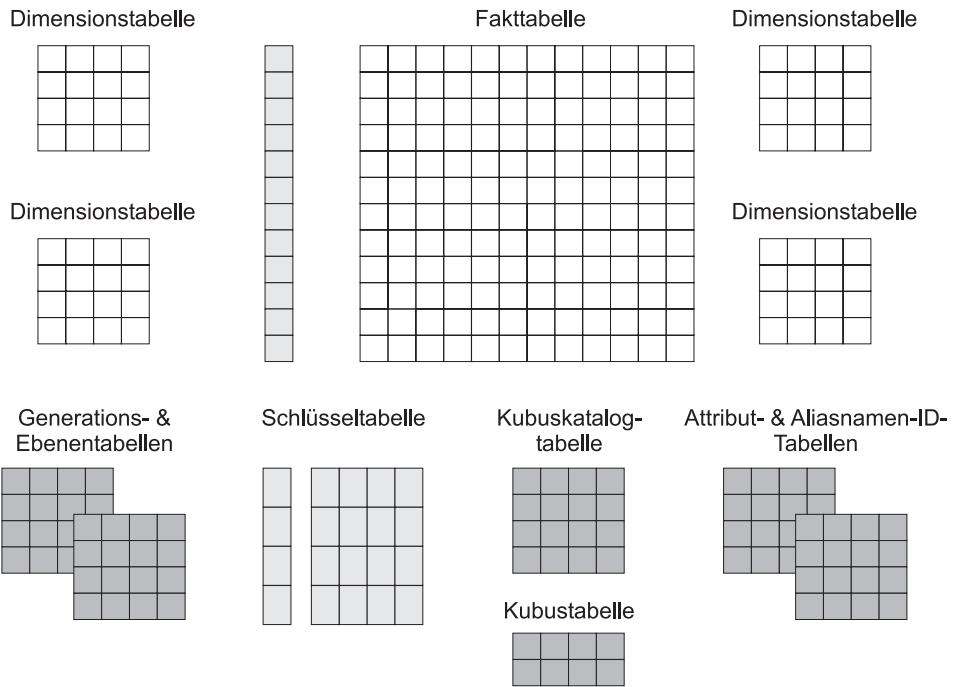 Dimensionstabelle
Fakttabelle
Dimensionstabelle
Dimensionstabelle
Dimensionstabelle
Generations- &
Ebenentabellen
Schlüsseltabelle
Kubuskatalog-
tabelle
Attribut- & Aliasnamen-ID-
Tabellen
Kubustabelle